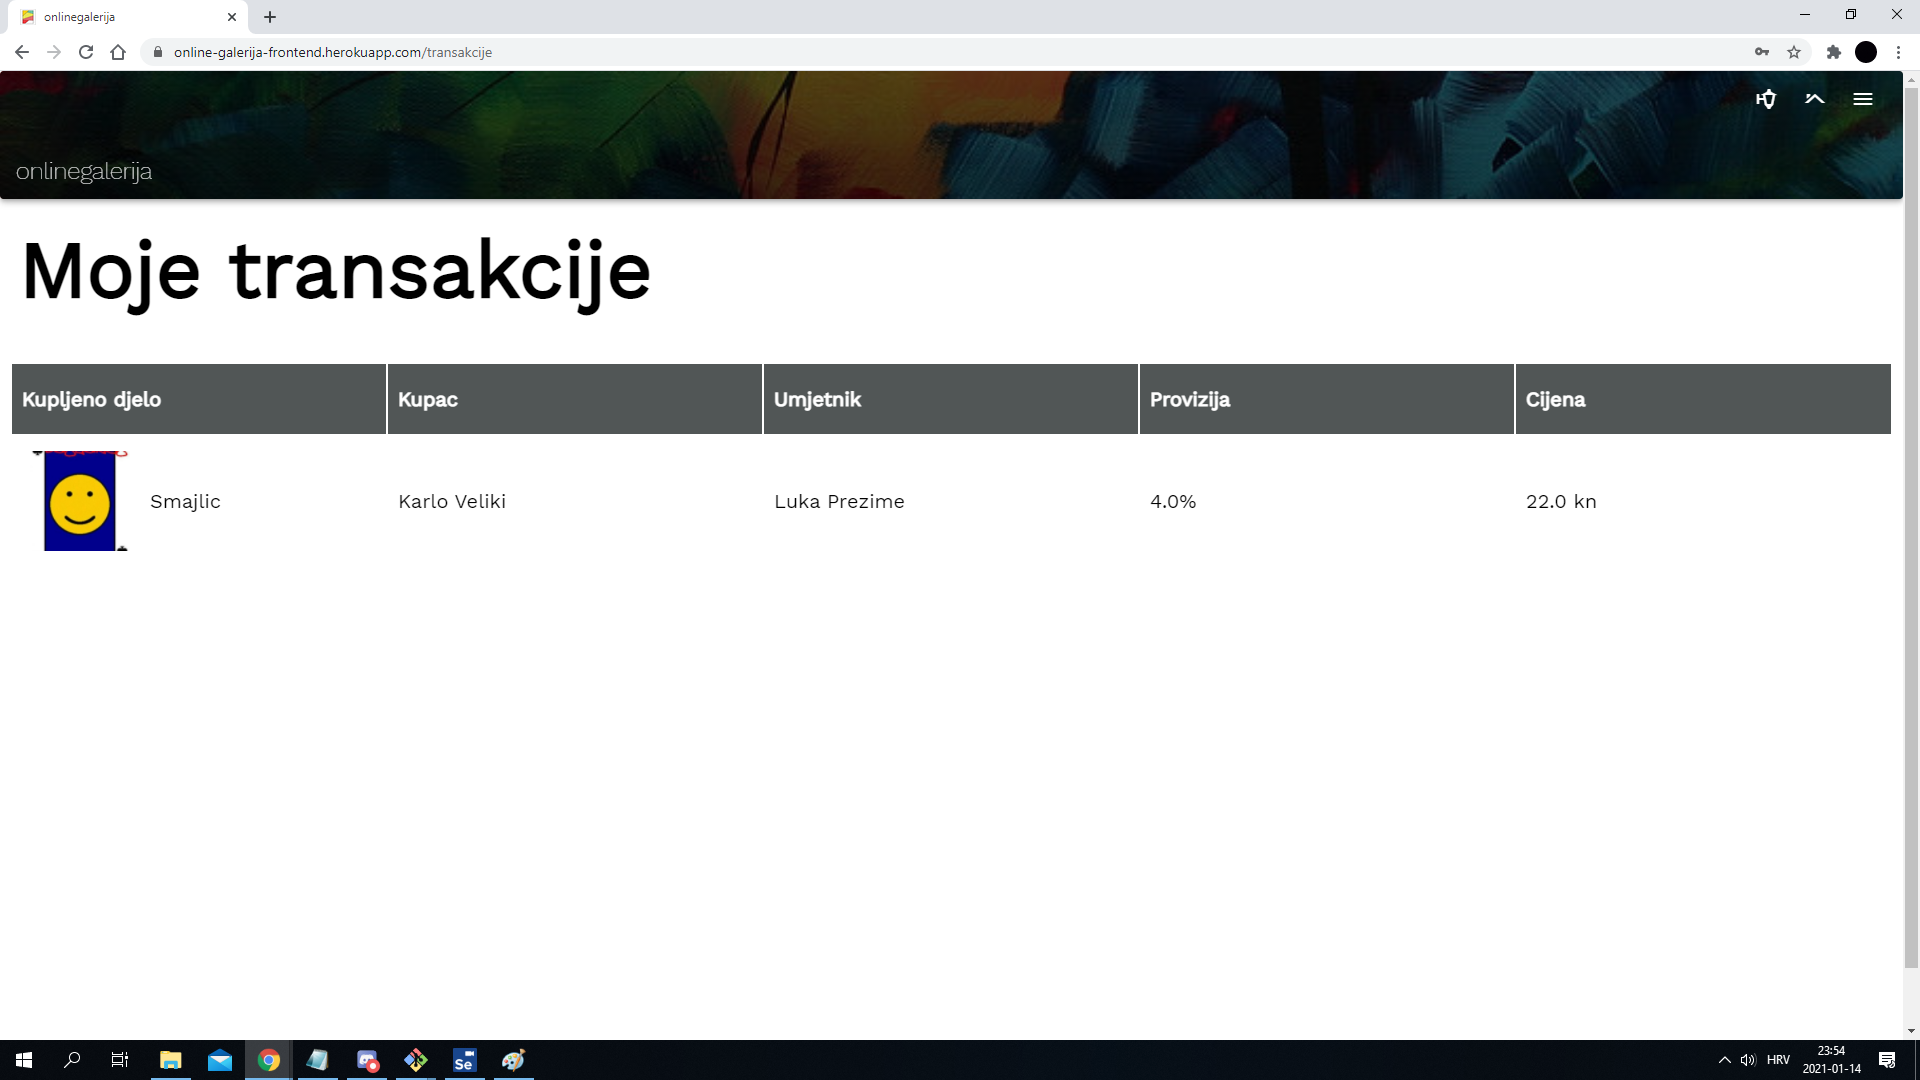 onlinegalerija
online-galerija-frontend.herokuapp.com/transakcije
onlinegalerija
Moje transakcije
Kupljeno djelo Kupac Umjetnik Provizija Cijena
Smajlic Karlo Veliki Luka Prezime 4.0% 22.0 kn
Se HRV 23:54
2021-01-14